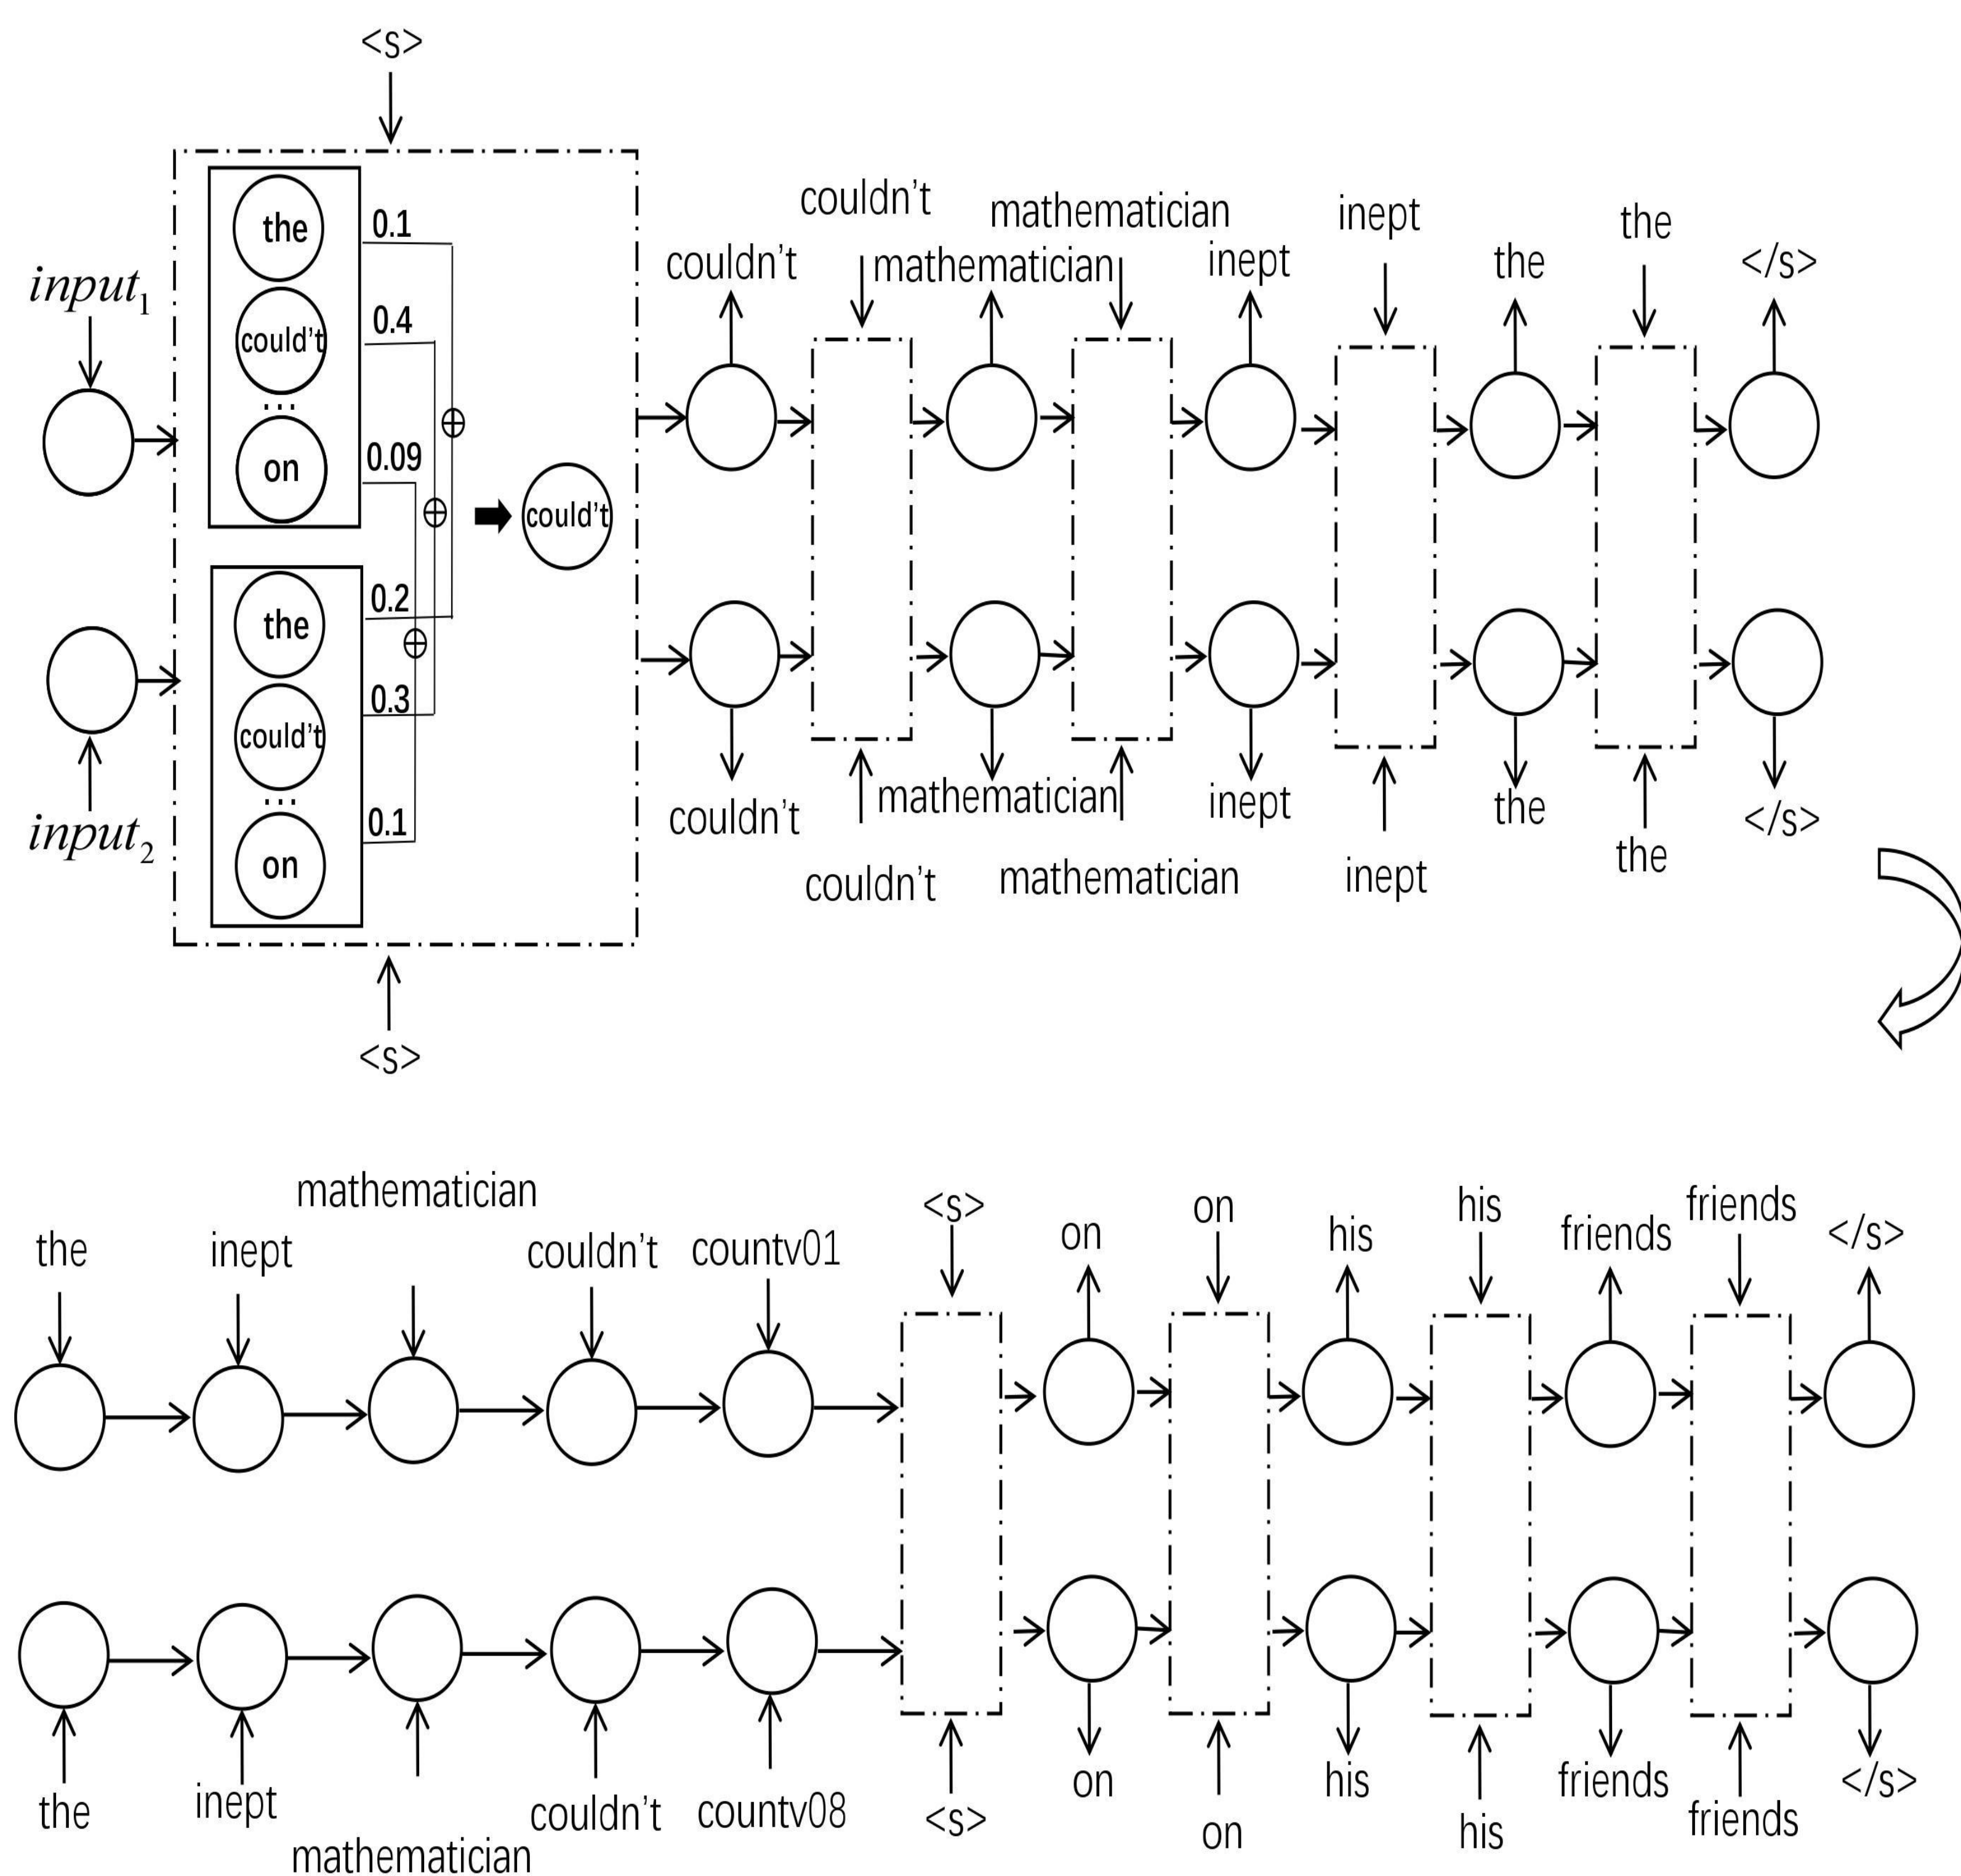 <s>
the 0.1
could't 0.4
...
on 0.09
the 0.2
could't 0.3
...
on 0.1
could't
input1
input2
<s>
couldn't mathematician inept the
couldn't mathematician inept the </s>
couldn't mathematician inept the </s>
couldn't mathematician inept the
mathematician
the inept couldn't countv01
<s> on his friends
on his friends </s>
on his friends </s>
<s> on his friends
the inept couldn't countv08
mathematician